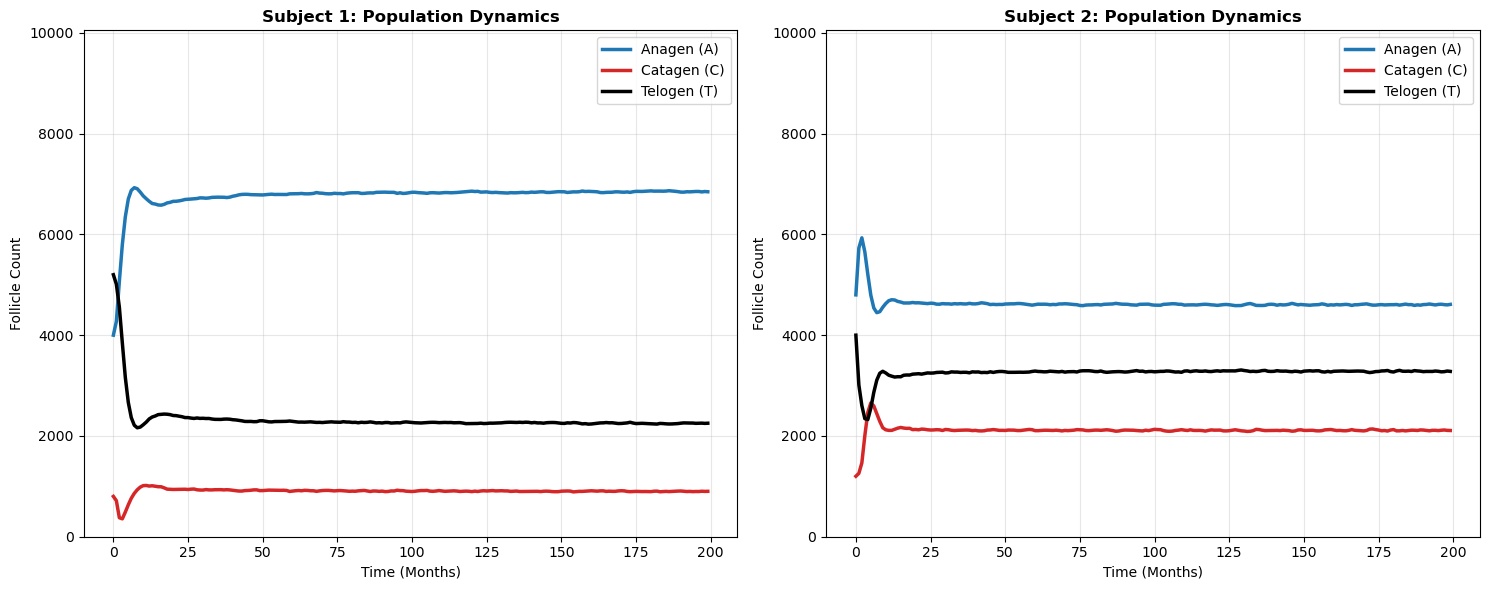 Subject 1: Population Dynamics
Follicle Count
10000
8000
6000
4000
2000
0
Anagen (A)
Catagen (C)
Telogen (T)
0 25 50 75 100 125 150 175 200
Time (Months)
Subject 2: Population Dynamics
Follicle Count
10000
8000
6000
4000
2000
0
Anagen (A)
Catagen (C)
Telogen (T)
0 25 50 75 100 125 150 175 200
Time (Months)